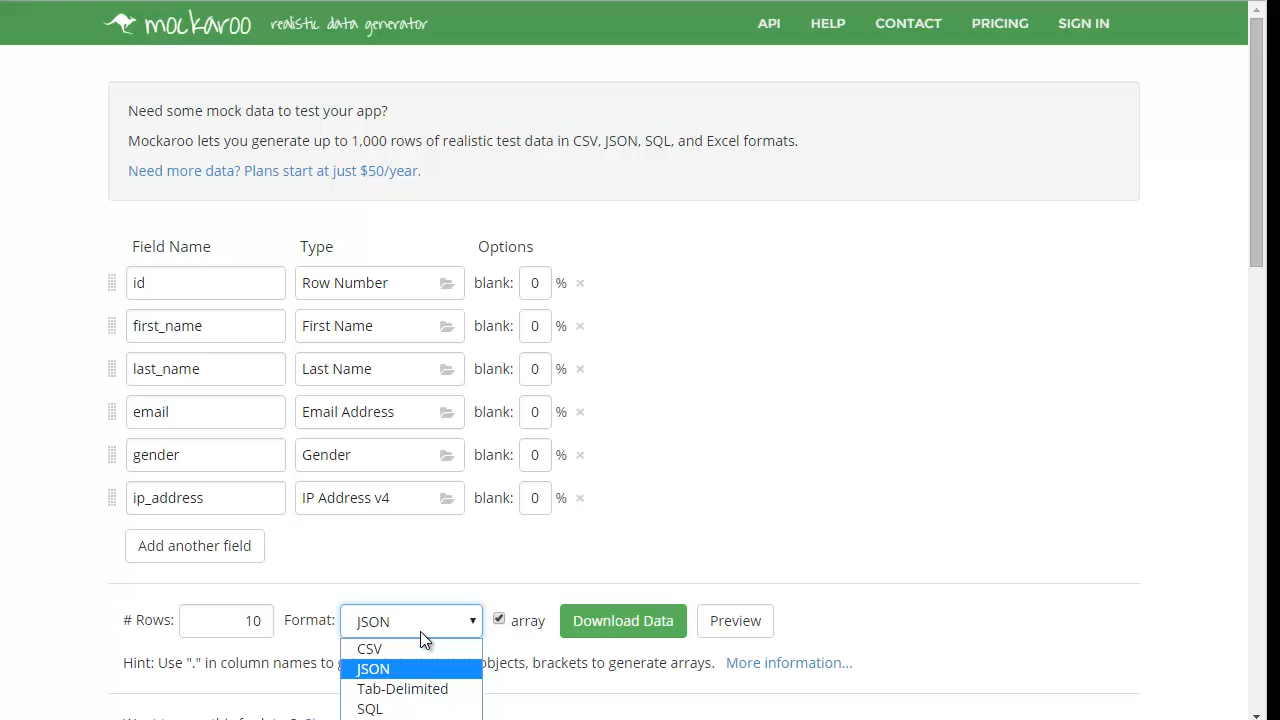 mockaroo realistic data generator API HELP CONTACT PRICING SIGN IN
Need some mock data to test your app?
Mockaroo lets you generate up to 1,000 rows of realistic test data in CSV, JSON, SQL, and Excel formats.
Need more data? Plans start at just $50/year.
Field Name Type Options
id Row Number blank: 0 %
first_name First Name blank: 0 %
last_name Last Name blank: 0 %
email Email Address blank: 0 %
gender Gender blank: 0 %
ip_address IP Address v4 blank: 0 %
Add another field
# Rows: 10 Format: JSON array Download Data Preview
CSV
Hint: Use "." in column names to objects, brackets to generate arrays. More information...
JSON
Tab-Delimited
SQL